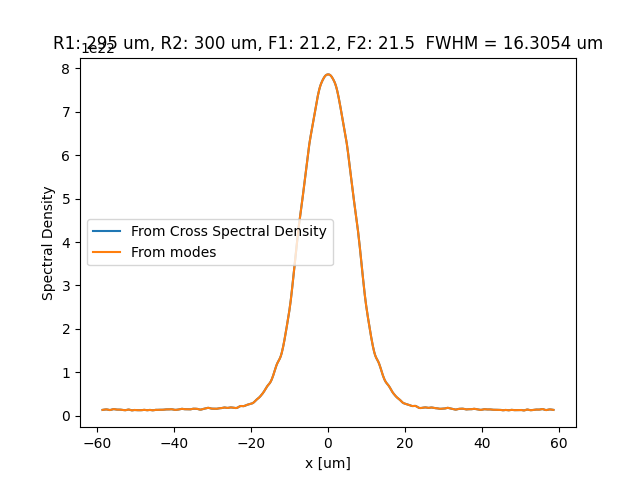 R1: 295 um, R2: 300 um, F1: 21.2, F2: 21.5  FWHM = 16.3054 um
1e22
8
7
6
5
4
3
2
1
0
Spectral Density
From Cross Spectral Density
From modes
−60 −40 −20 0 20 40 60
x [um]